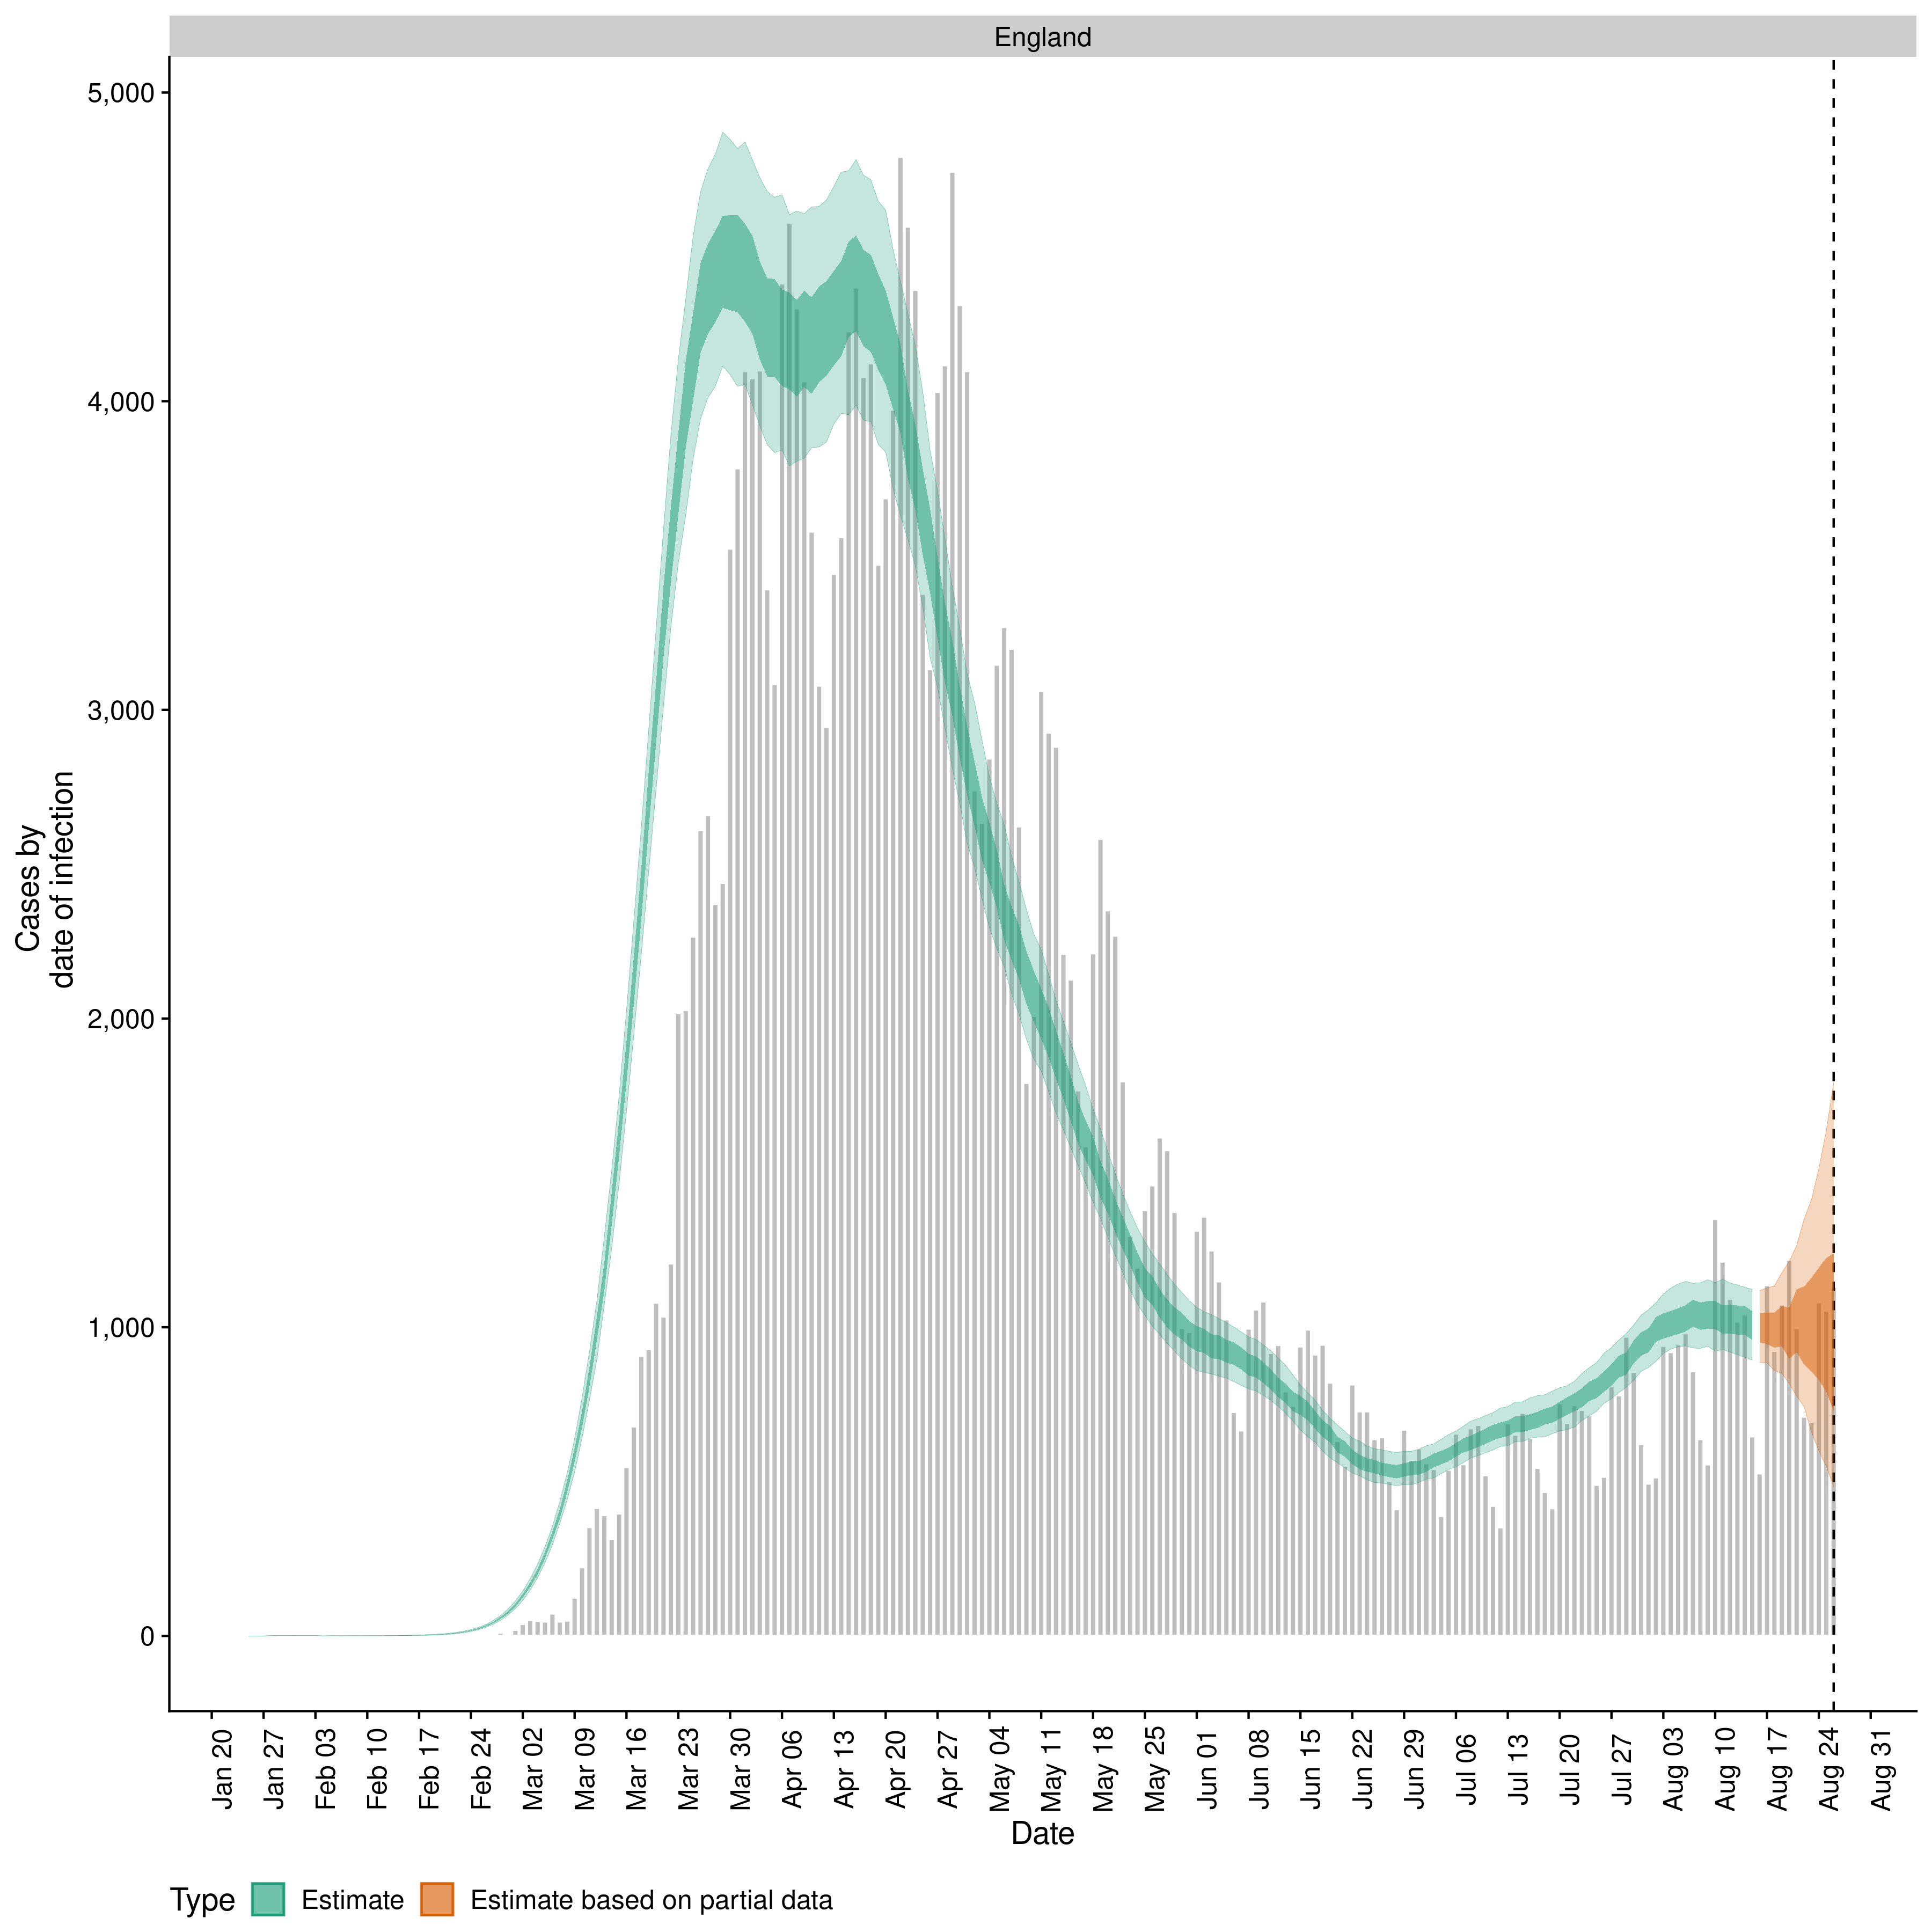 England
5,000
4,000
3,000
2,000
1,000
0
Cases by
date of infection
Jan 20
Jan 27
Feb 03
Feb 10
Feb 17
Feb 24
Mar 02
Mar 09
Mar 16
Mar 23
Mar 30
Apr 06
Apr 13
Apr 20
Apr 27
May 04
May 11
May 18
May 25
Jun 01
Jun 08
Jun 15
Jun 22
Jun 29
Jul 06
Jul 13
Jul 20
Jul 27
Aug 03
Aug 10
Aug 17
Aug 24
Aug 31
Date
Type Estimate Estimate based on partial data